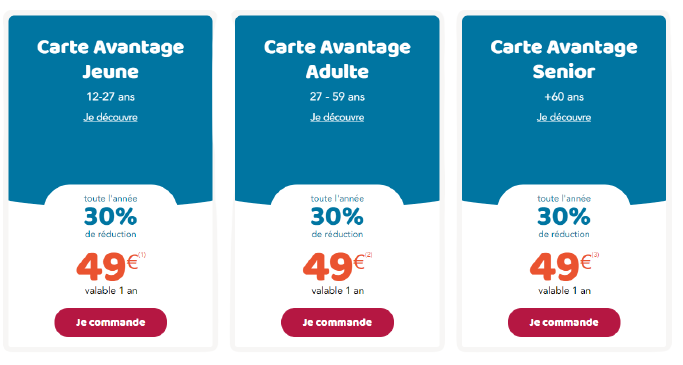 Carte Avantage
Jeune
12-27 ans
Je découvre
toute l'année
30%
de réduction
49€(1)
valable 1 an
Je commande
Carte Avantage
Adulte
27 - 59 ans
Je découvre
toute l'année
30%
de réduction
49€(2)
valable 1 an
Je commande
Carte Avantage
Senior
+60 ans
Je découvre
toute l'année
30%
de réduction
49€(3)
valable 1 an
Je commande